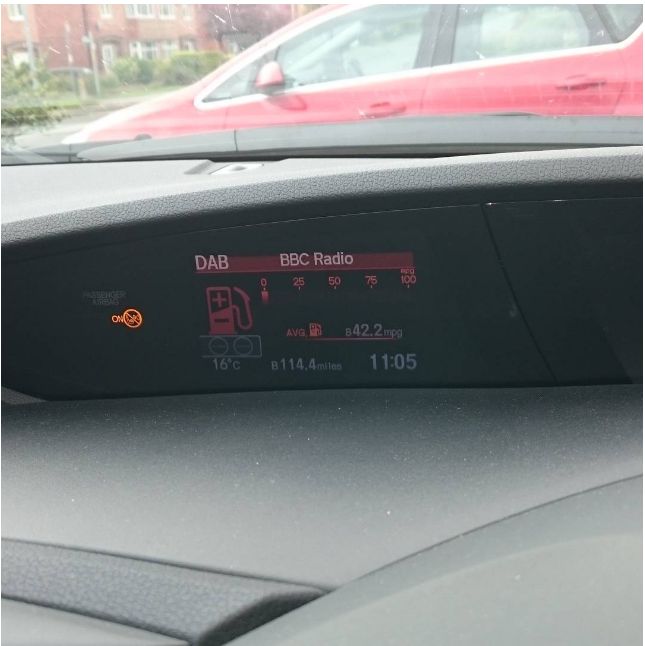 DAB BBC Radio
mpg
0 25 50 75 100
PASSENGER
AIRBAG
ON
AVG. B42.2mpg
16°C B114.4miles 11:05